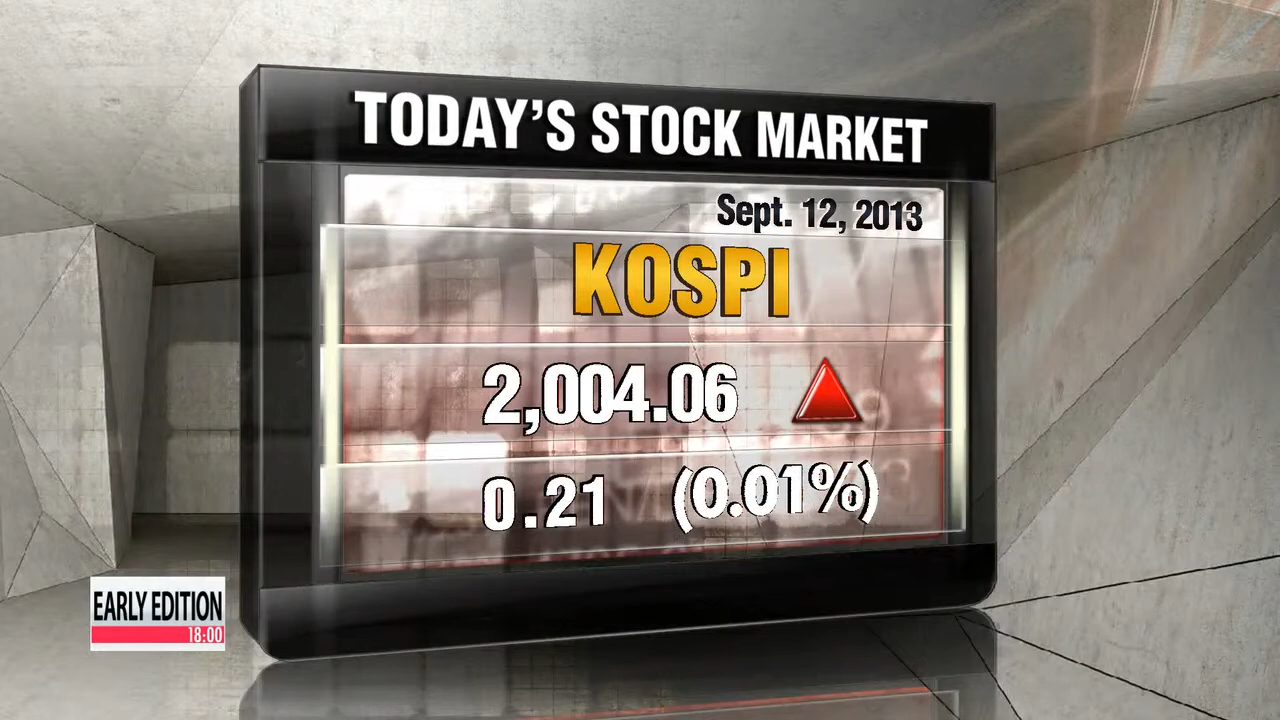 TODAY'S STOCK MARKET
Sept. 12, 2013
KOSPI
2,004.06
0.21 (0.01%)
EARLY EDITION
18:00